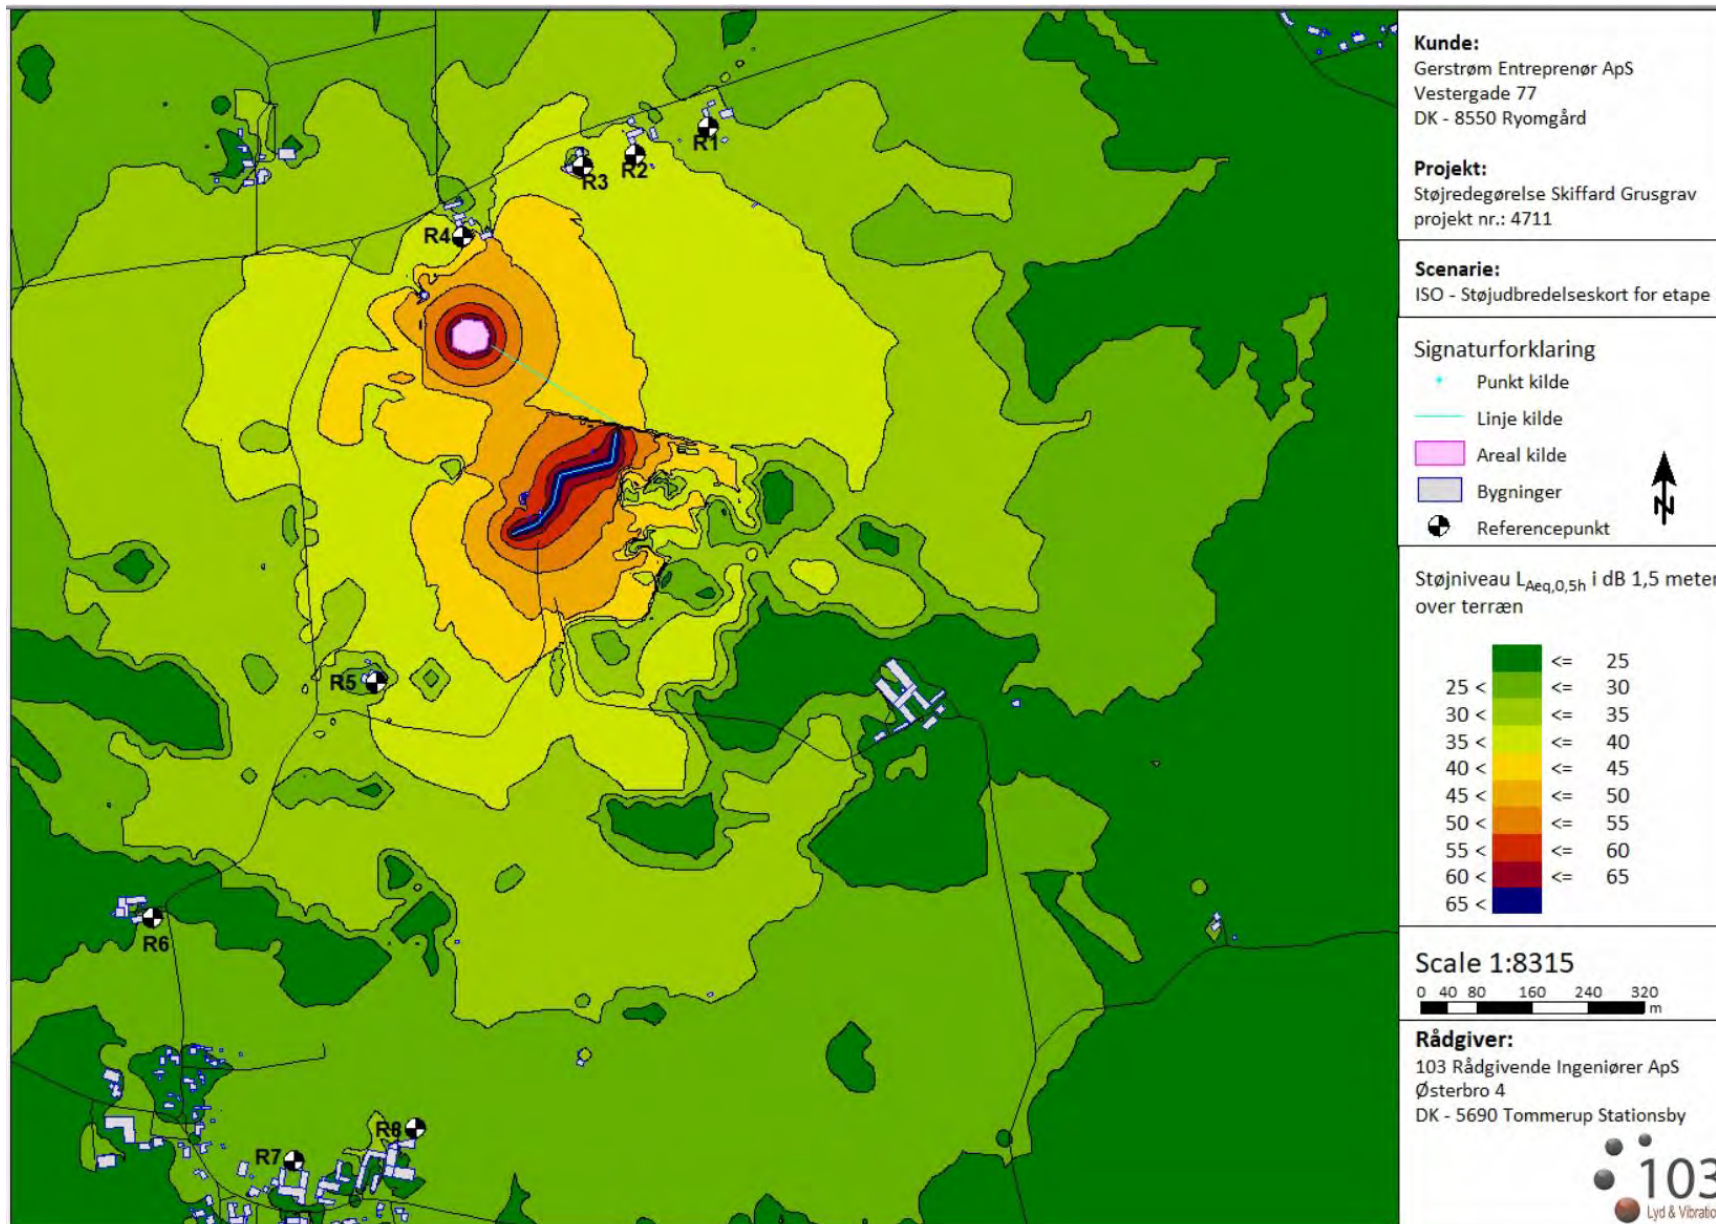 Kunde:
Gerstrøm Entreprenør ApS
Vestergade 77
DK - 8550 Ryomgård
Projekt:
Støjredegørelse Skiffard Grusgrav
projekt nr.: 4711
Scenarie:
ISO - Støjudbredelseskort for etape
Signaturforklaring
Punkt kilde
Linje kilde
Areal kilde
Bygninger
Referencepunkt
N
Støjniveau LAeq,0,5h i dB 1,5 meter
over terræn
<= 25
25 < <= 30
30 < <= 35
35 < <= 40
40 < <= 45
45 < <= 50
50 < <= 55
55 < <= 60
60 < <= 65
65 <
Scale 1:8315
0 40 80 160 240 320
m
Rådgiver:
103 Rådgivende Ingeniører ApS
Østerbro 4
DK - 5690 Tommerup Stationsby
103
Lyd & Vibratio
R1
R2
R3
R4
R5
R6
R7
R8